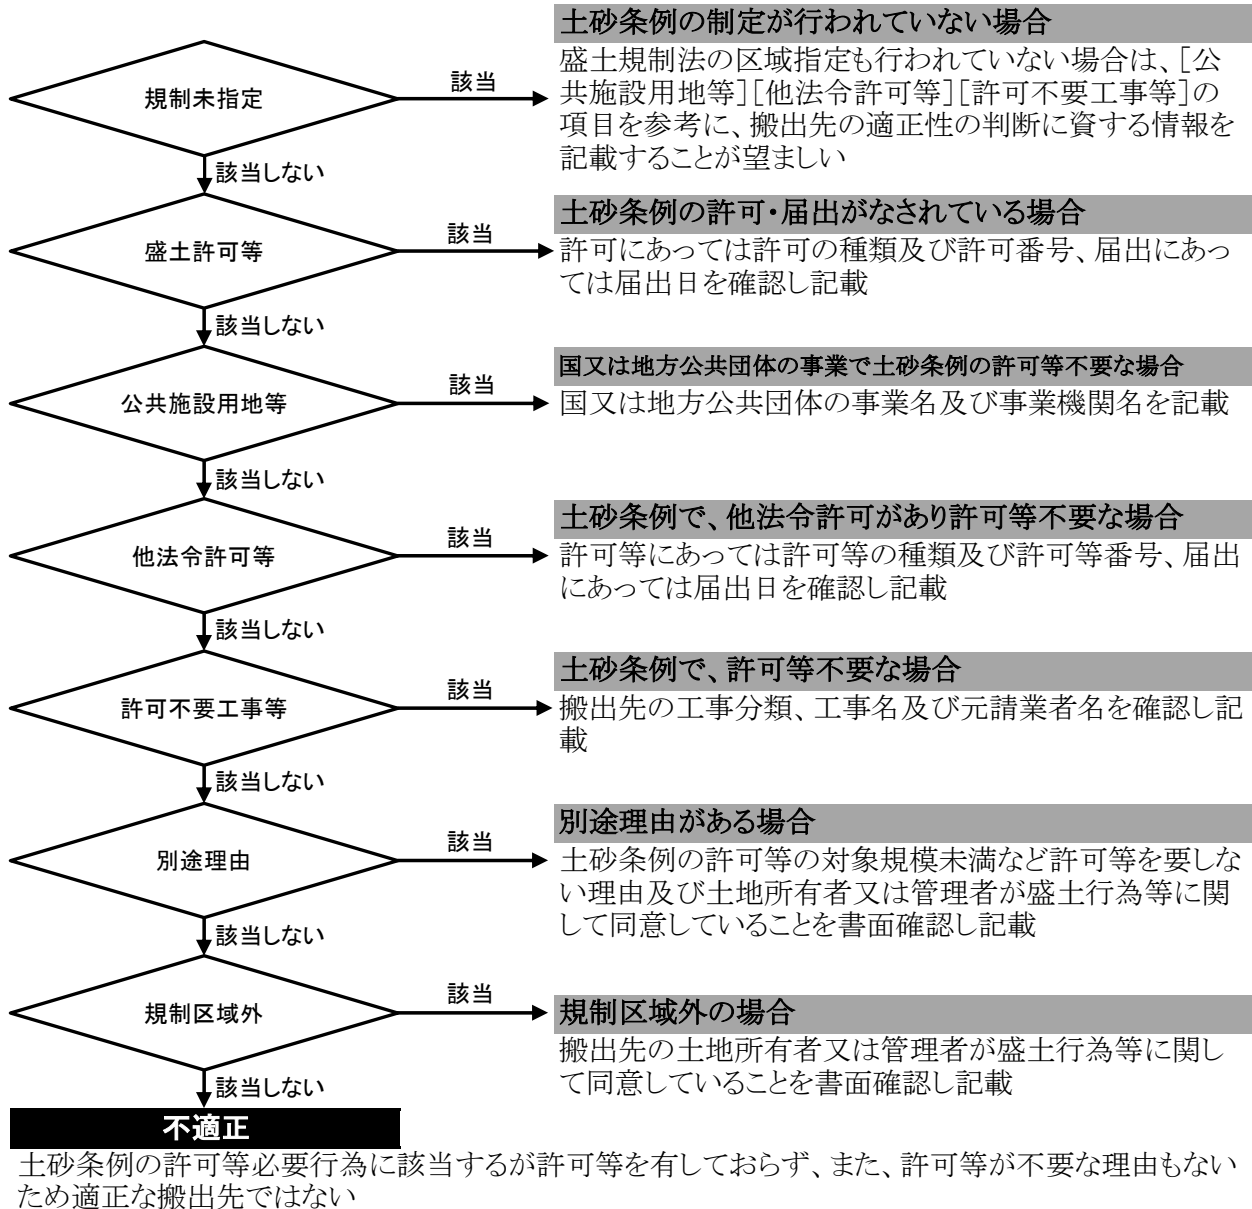 土砂条例の制定が行われていない場合
規制未指定
該当
盛土規制法の区域指定も行われていない場合は、［公
共施設用地等］［他法令許可等］［許可不要工事等］の
項目を参考に、搬出先の適正性の判断に資する情報を
記載することが望ましい
該当しない
土砂条例の許可・届出がなされている場合
盛土許可等
該当
許可にあっては許可の種類及び許可番号、届出にあっ
ては届出日を確認し記載
該当しない
国又は地方公共団体の事業で土砂条例の許可等不要な場合
公共施設用地等
該当
国又は地方公共団体の事業名及び事業機関名を記載
該当しない
土砂条例で、他法令許可があり許可等不要な場合
他法令許可等
該当
許可等にあっては許可等の種類及び許可等番号、届出
にあっては届出日を確認し記載
該当しない
土砂条例で、許可等不要な場合
許可不要工事等
該当
搬出先の工事分類、工事名及び元請業者名を確認し記
載
該当しない
別途理由がある場合
別途理由
該当
土砂条例の許可等の対象規模未満など許可等を要しな
い理由及び土地所有者又は管理者が盛土行為等に関
して同意していることを書面確認し記載
該当しない
規制区域外の場合
規制区域外
該当
搬出先の土地所有者又は管理者が盛土行為等に関し
て同意していることを書面確認し記載
該当しない
不適正
土砂条例の許可等必要行為に該当するが許可等を有しておらず、また、許可等が不要な理由もない
ため適正な搬出先ではない